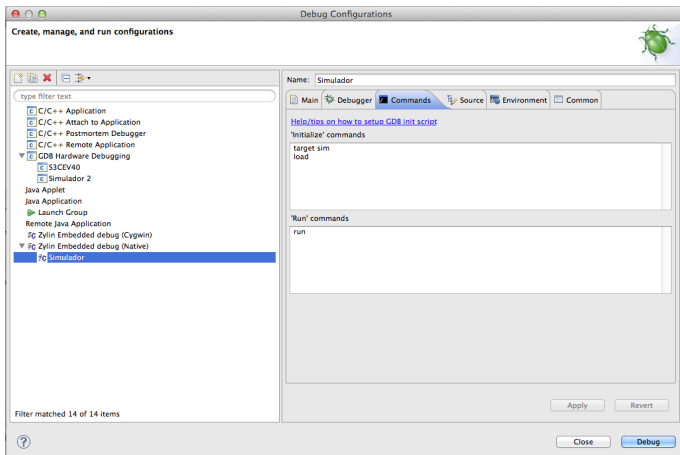 Debug Configurations
Create, manage, and run configurations
type filter text
C/C++ Application
C/C++ Attach to Application
C/C++ Postmortem Debugger
C/C++ Remote Application
GDB Hardware Debugging
S3CEV40
Simulador 2
Java Applet
Java Application
Launch Group
Remote Java Application
Zylin Embedded debug (Cygwin)
Zylin Embedded debug (Native)
Simulador
Filter matched 14 of 14 items
Name: Simulador
Main Debugger Commands Source Environment Common
Help/tips on how to setup GDB init script
'Initialize' commands
target sim
load
'Run' commands
run
Apply Revert
Close Debug